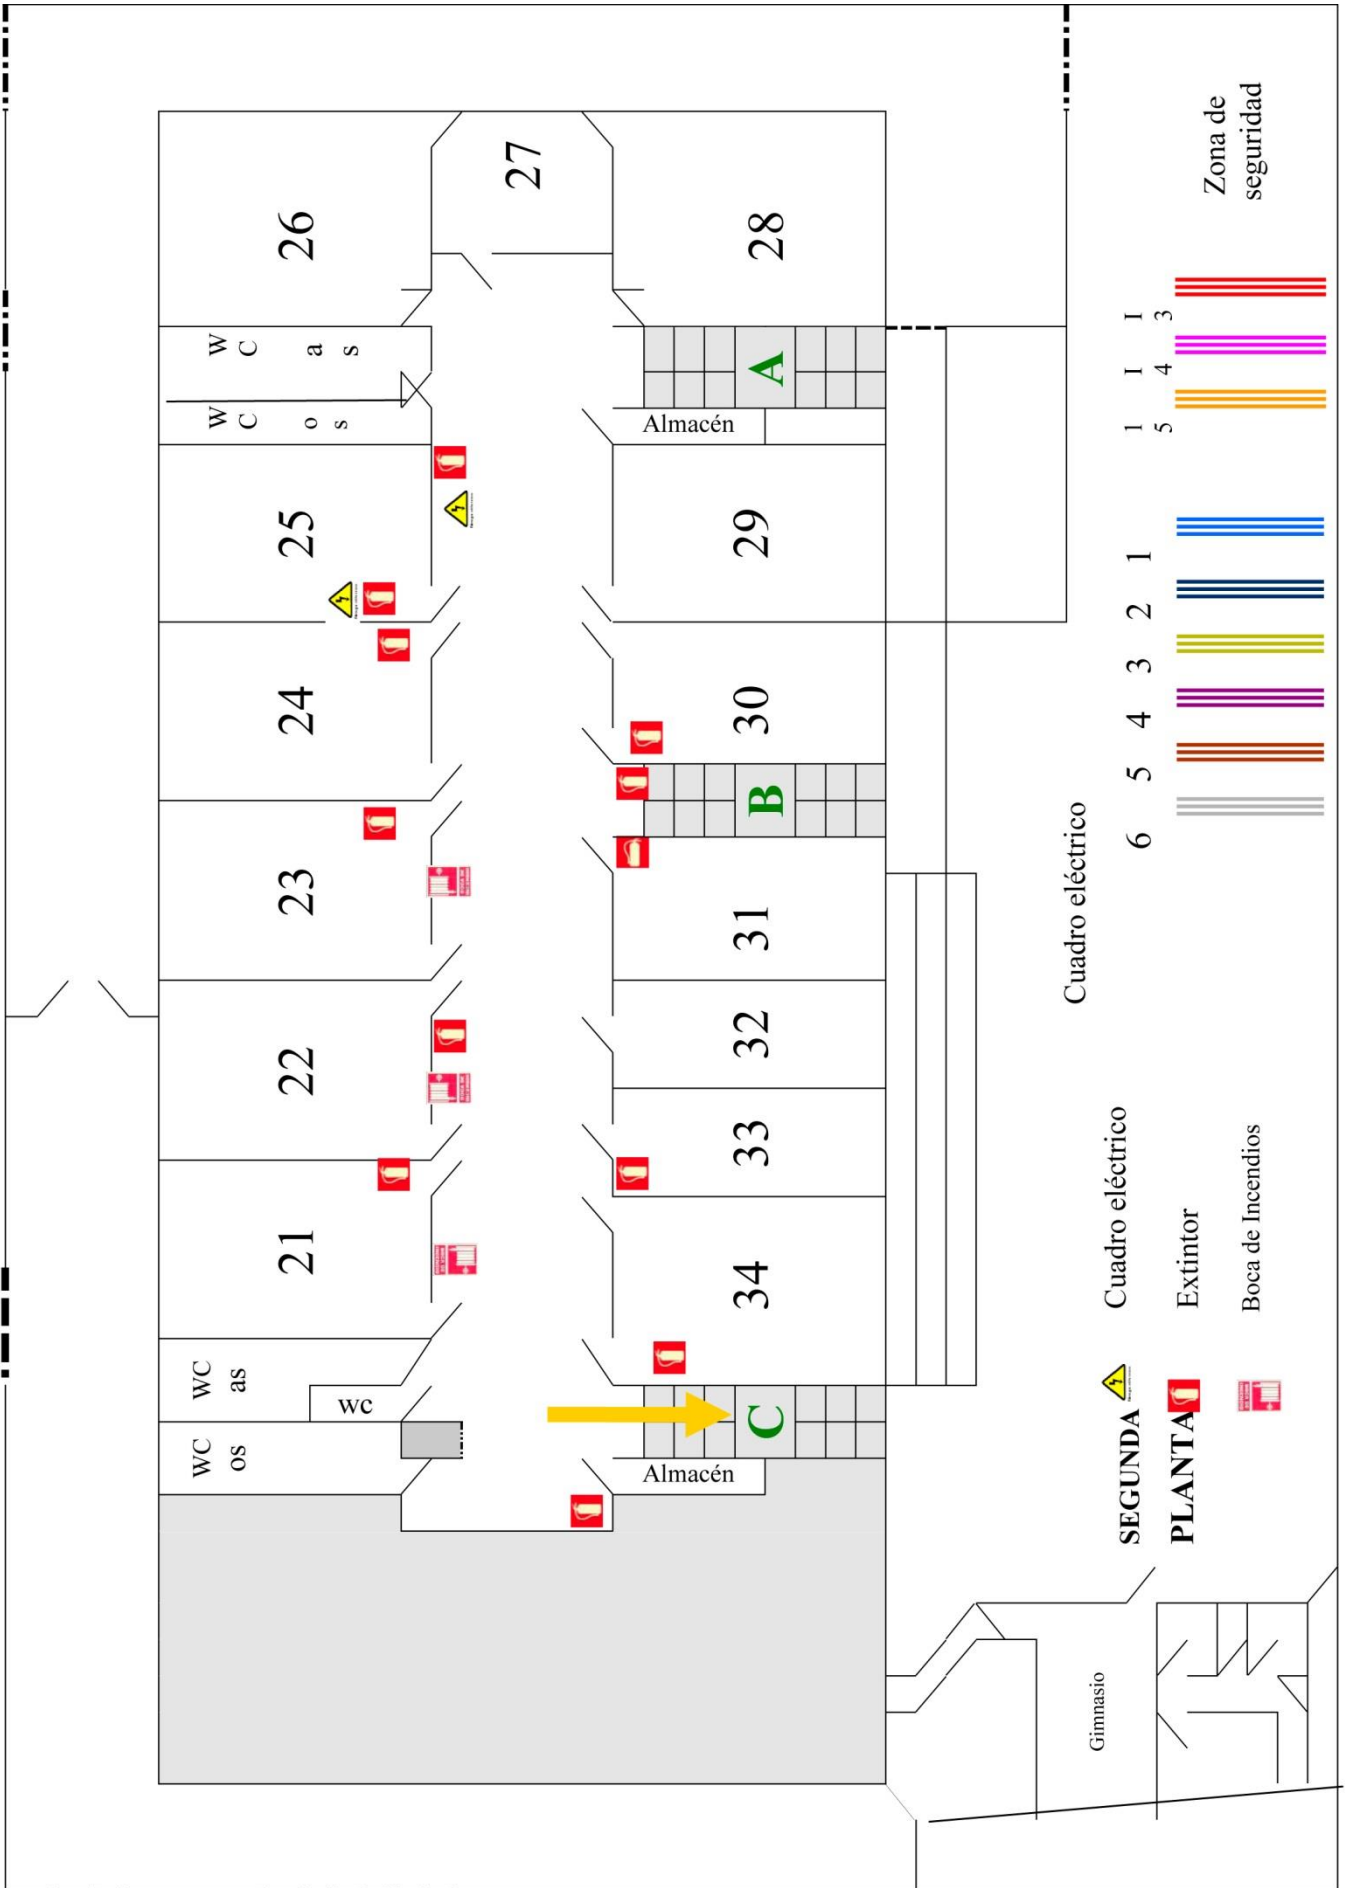 26
27
28
W
C
a
s
W
C
o
s
A
Almacén
25
29
24
30
B
23
31
22
32
33
21
34
WC
as
wc
WC
os
C
Almacén
Zona de
seguridad
I
3
I
4
1
5
1
2
3
4
5
6
Cuadro eléctrico
Cuadro eléctrico
Extintor
Boca de Incendios
SEGUNDA
PLANTA
Gimnasio